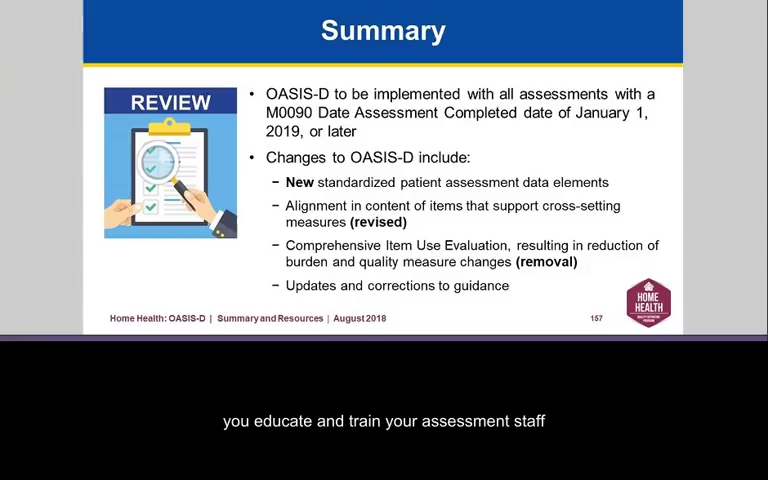 Summary
REVIEW
• OASIS-D to be implemented with all assessments with a
M0090 Date Assessment Completed date of January 1,
2019, or later
• Changes to OASIS-D include:
− New standardized patient assessment data elements
− Alignment in content of items that support cross-setting
measures (revised)
− Comprehensive Item Use Evaluation, resulting in reduction of
burden and quality measure changes (removal)
− Updates and corrections to guidance
Home Health: OASIS-D | Summary and Resources | August 2018
157
HOME
HEALTH
QUALITY REPORTING
PROGRAM
you educate and train your assessment staff